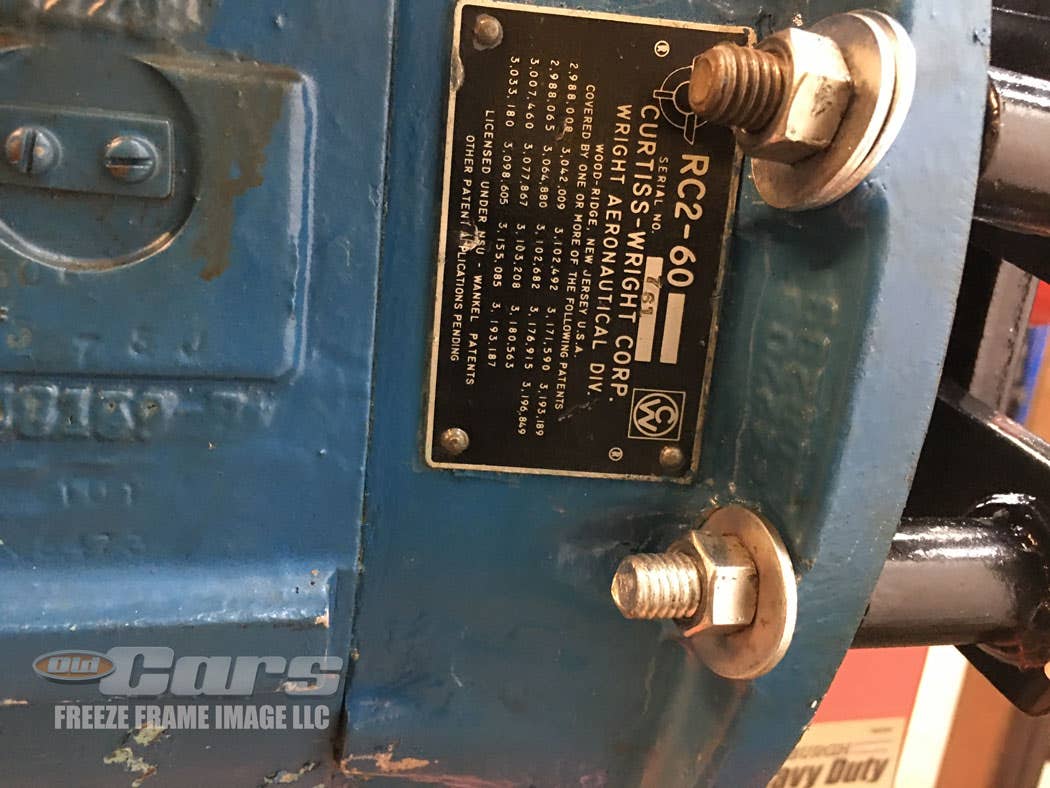 ® RC2-60 CW ®
SERIAL NO. 761
CURTISS-WRIGHT CORP.
WRIGHT AERONAUTICAL DIV.
WOOD-RIDGE, NEW JERSEY U.S.A.
COVERED BY ONE OR MORE OF THE FOLLOWING PATENTS
2,988,008 3,042,009 3,102,492 3,171,590 3,193,189
2,988,065 3,064,880 3,102,682 3,176,915 3,196,849
3,007,460 3,077,867 3,103,208 3,180,563
3,033,180 3,098,605 3,155,085 3,193,187
LICENSED UNDER NSU - WANKEL PATENTS
OTHER PATENT APPLICATIONS PENDING
Old Cars
FREEZE FRAME IMAGE LLC
Duty